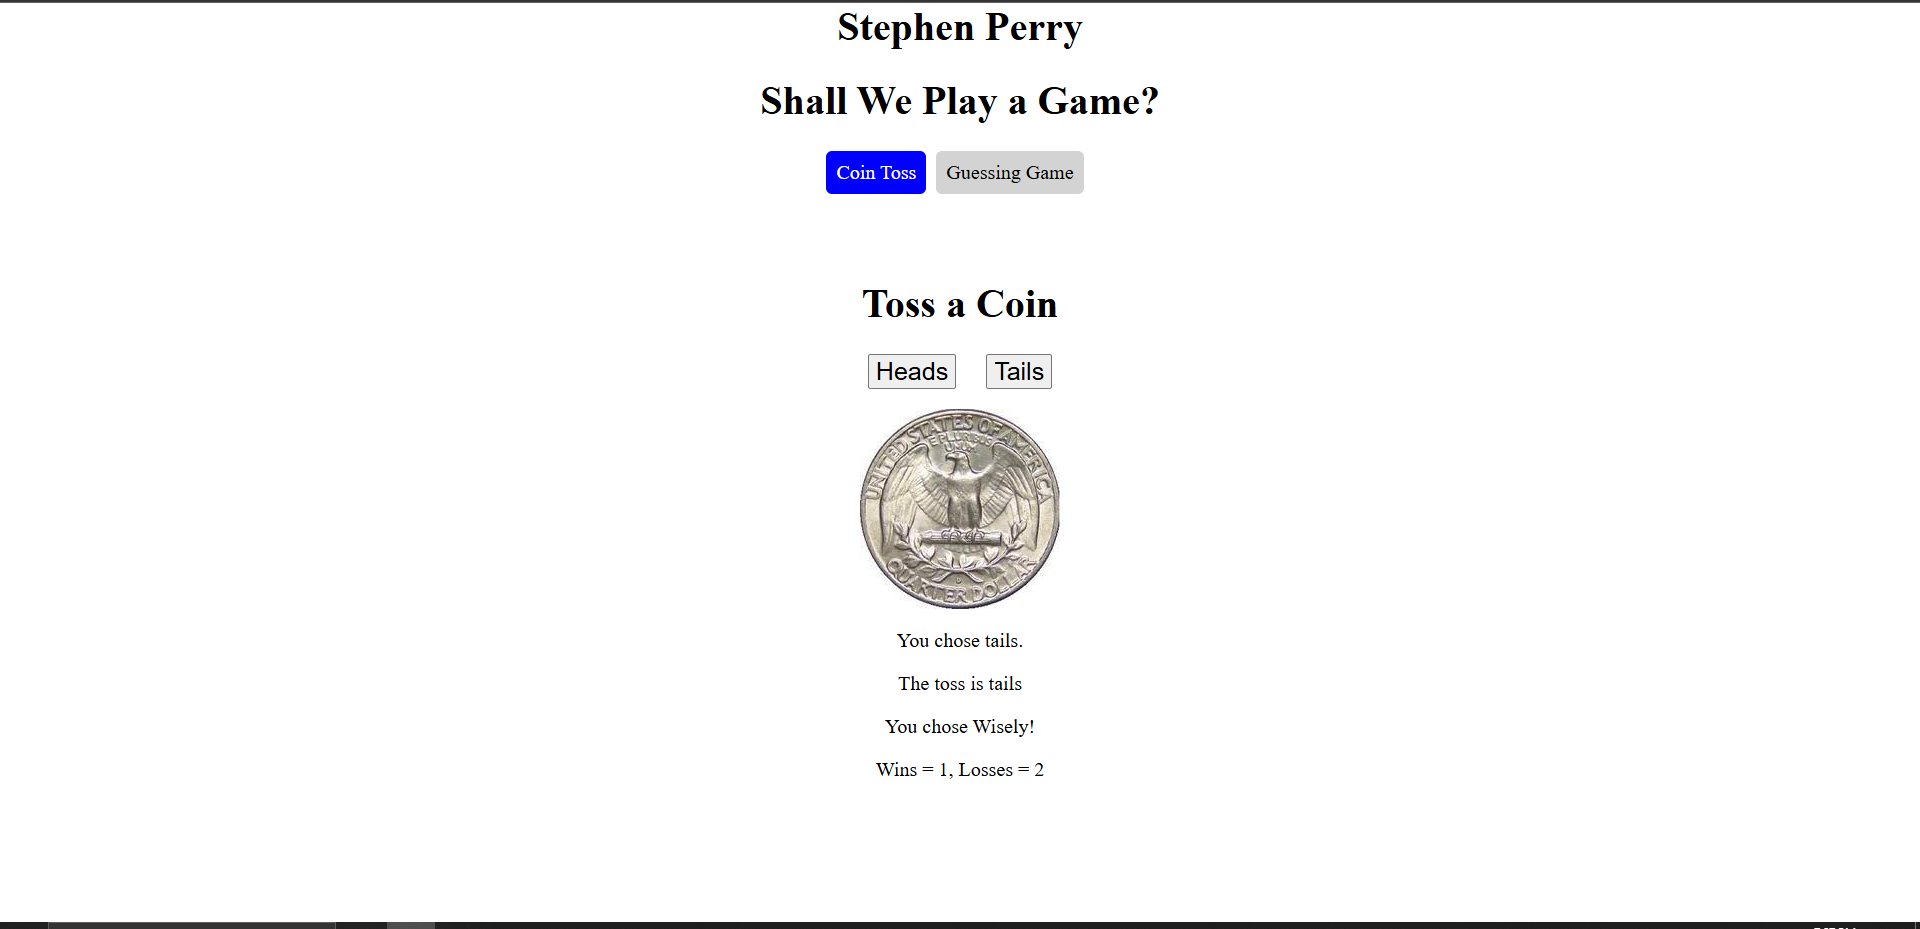 Stephen Perry
Shall We Play a Game?
Coin Toss Guessing Game
Toss a Coin
Heads Tails
UNITED STATES OF AMERICA
E PLURIBUS
UNUM
QUARTER DOLLAR
You chose tails.
The toss is tails
You chose Wisely!
Wins = 1, Losses = 2